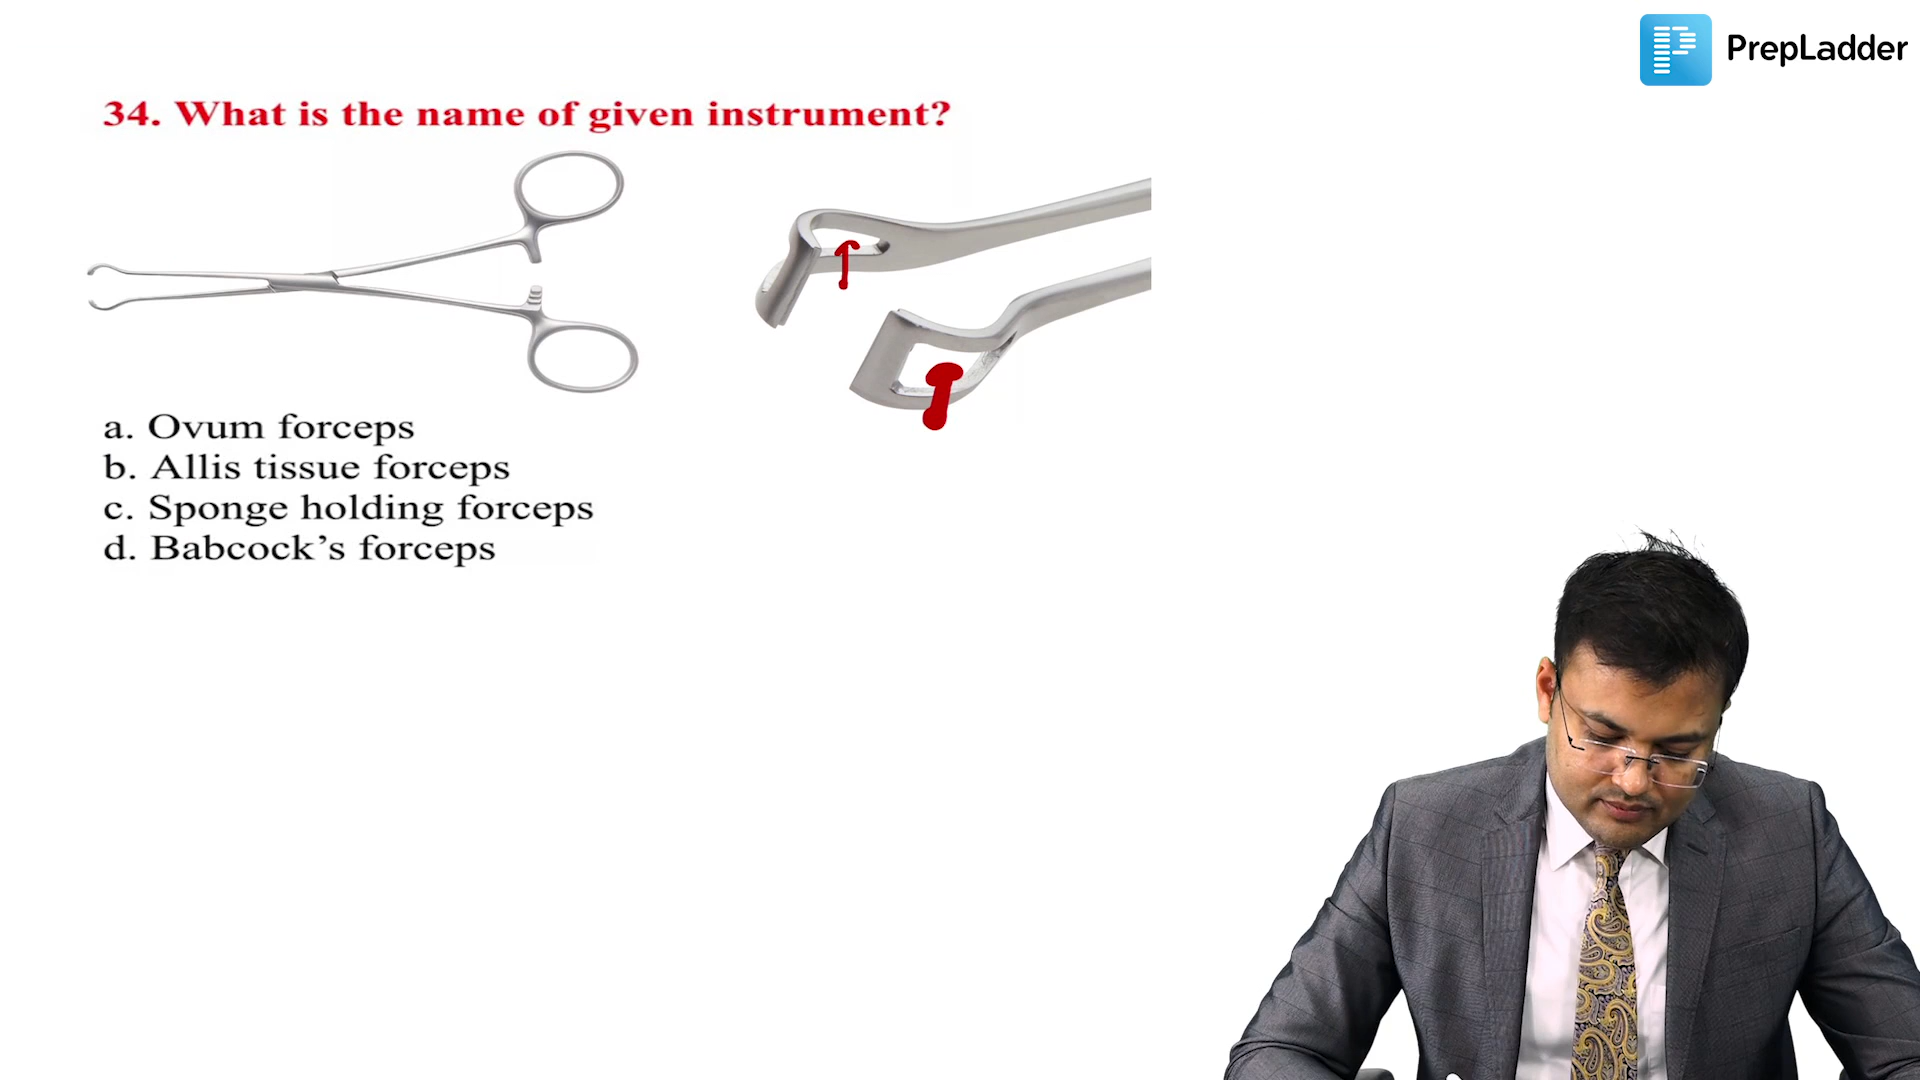 PrepLadder
34. What is the name of given instrument?
a. Ovum forceps
b. Allis tissue forceps
c. Sponge holding forceps
d. Babcock’s forceps